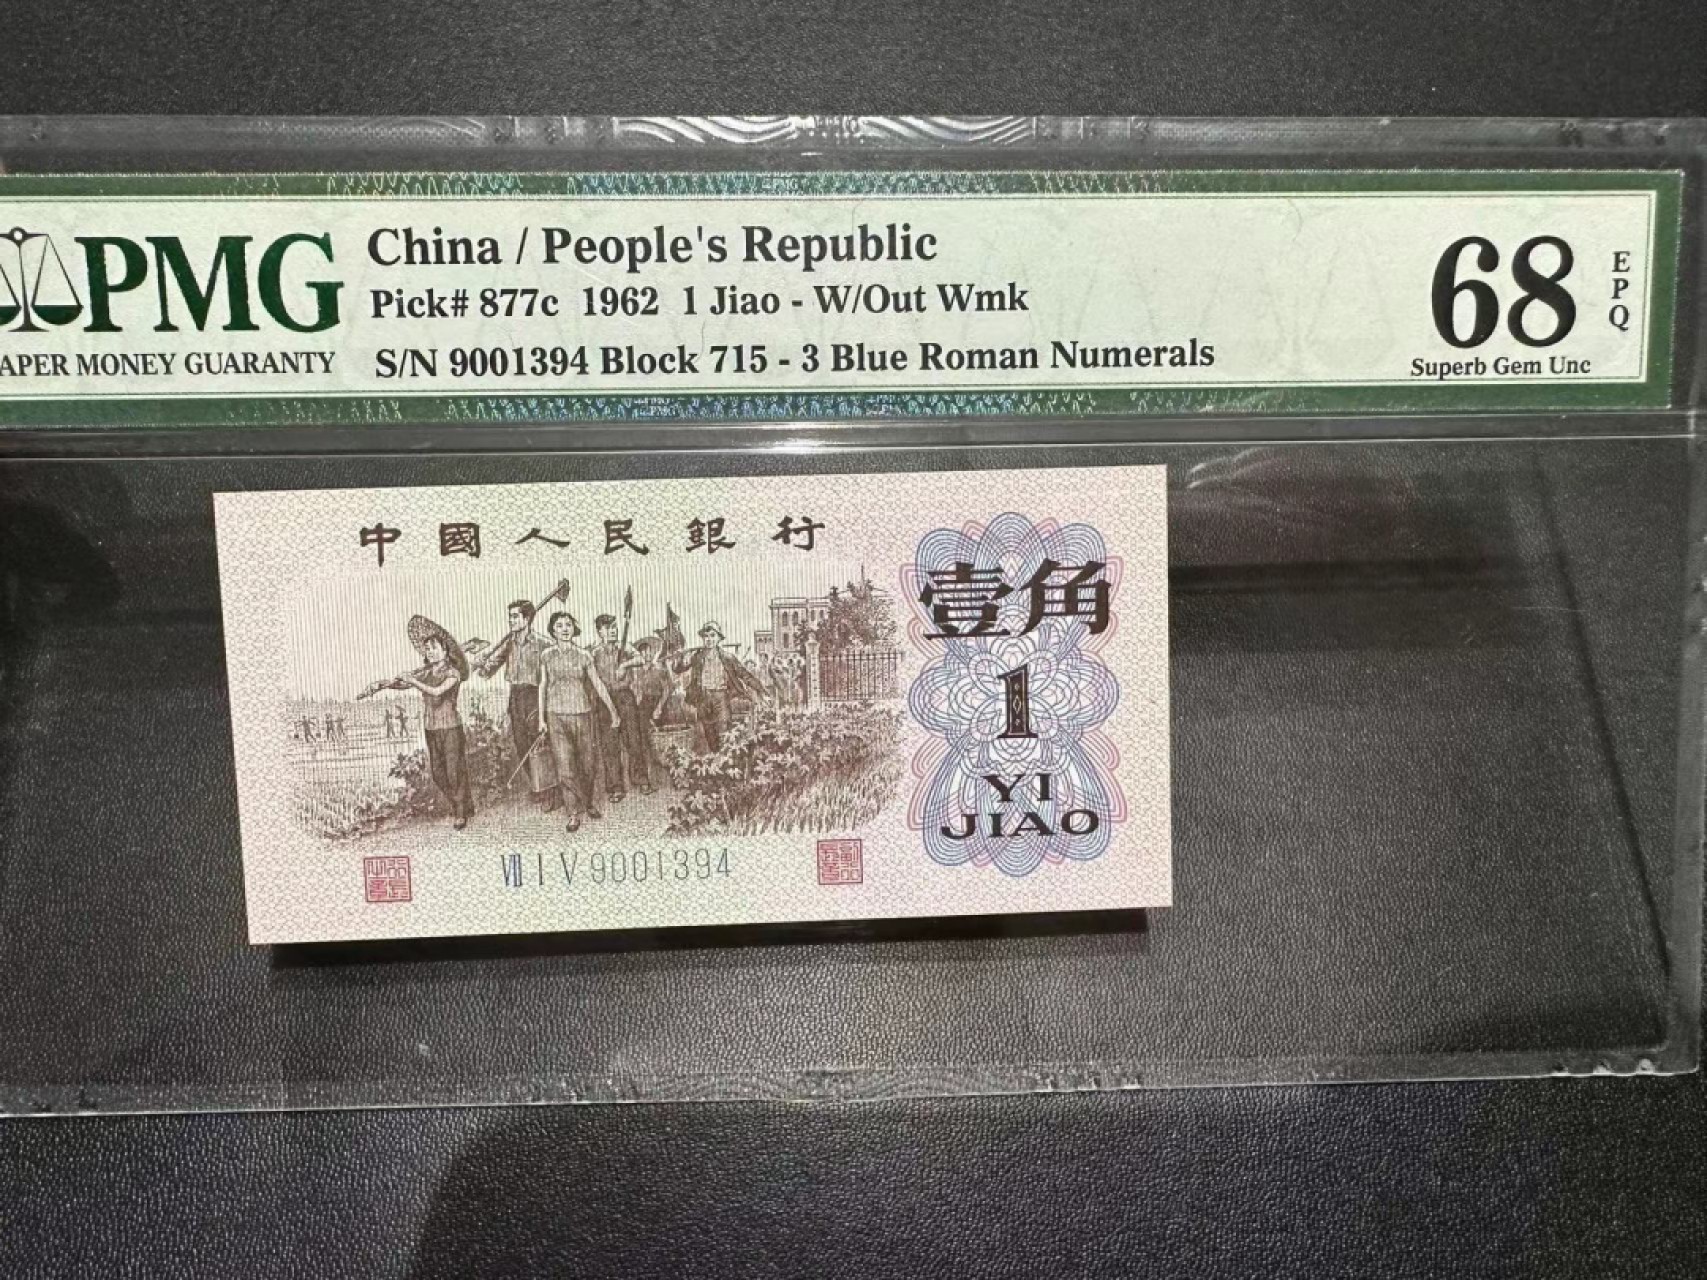 PMG
APER MONEY GUARANTY
China / People's Republic
Pick# 877c 1962 1 Jiao - W/Out Wmk
S/N 9001394 Block 715 - 3 Blue Roman Numerals
68
EPQ
Superb Gem Unc
中國人民銀行
壹角
1
YI
JIAO
VII I V 9001394